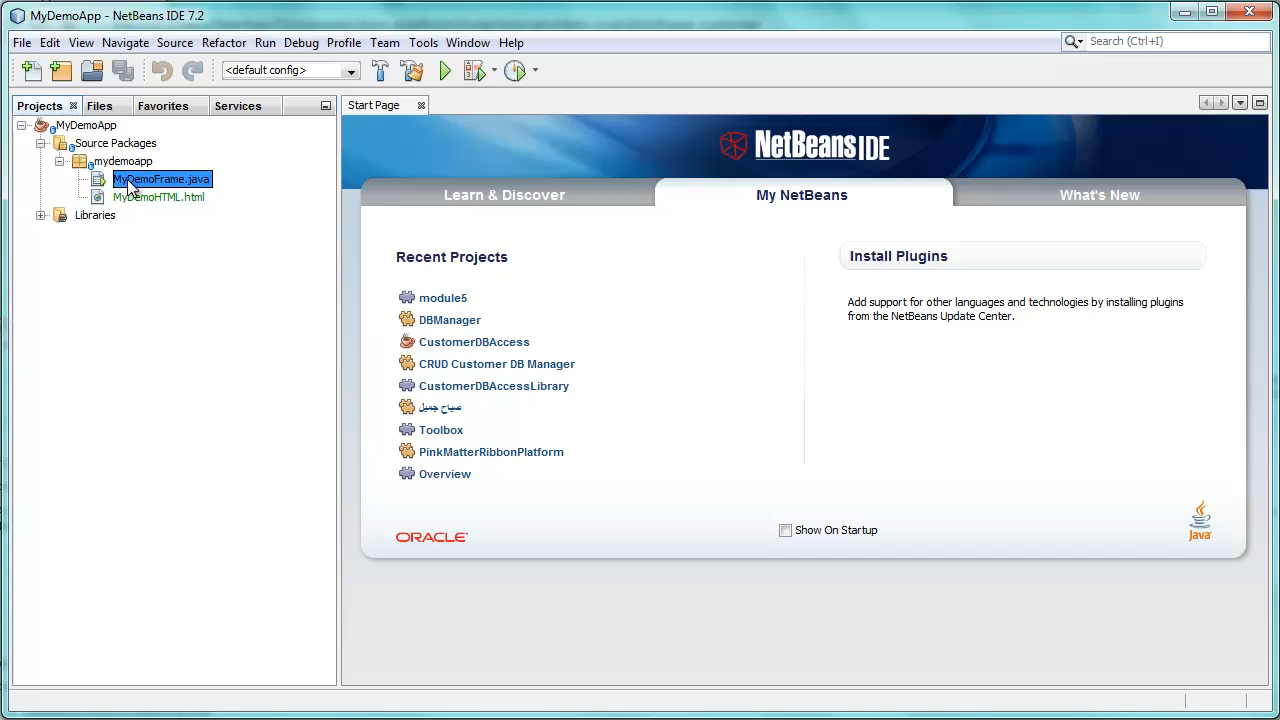 MyDemoApp - NetBeans IDE 7.2
File Edit View Navigate Source Refactor Run Debug Profile Team Tools Window Help
Search (Ctrl+I)
<default config>
Projects Files Favorites Services
Start Page
MyDemoApp
Source Packages
mydemoapp
MyDemoFrame.java
MyDemoHTML.html
Libraries
NetBeans IDE
Learn & Discover
My NetBeans
What's New
Recent Projects
module5
DBManager
CustomerDBAccess
CRUD Customer DB Manager
CustomerDBAccessLibrary
صباح جميل
Toolbox
PinkMatterRibbonPlatform
Overview
Install Plugins
Add support for other languages and technologies by installing plugins
from the NetBeans Update Center.
ORACLE
Show On Startup
Java